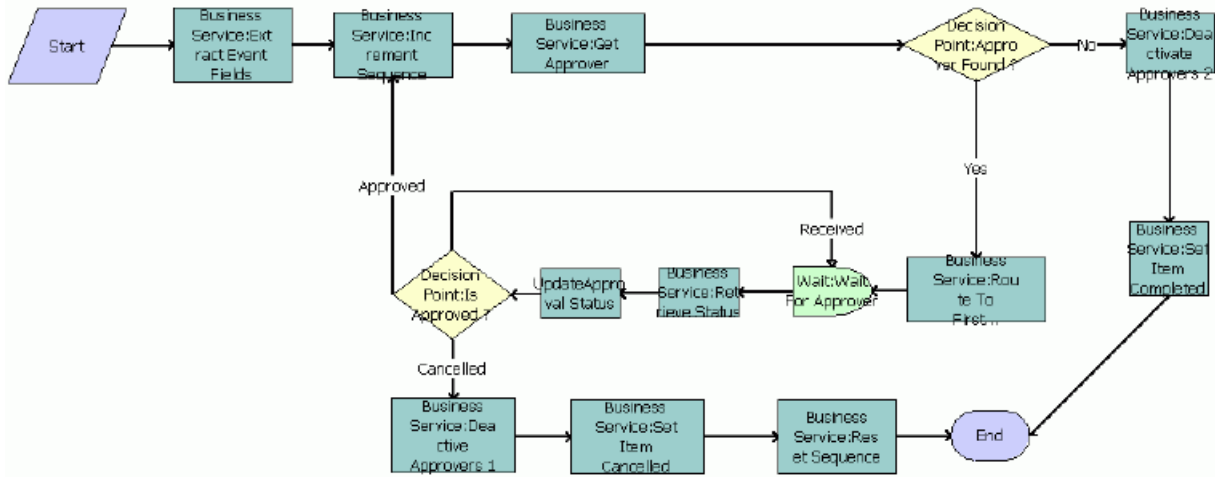 Start
Business
Service:Ext
ract Event
Fields
Business
Service:Inc
rement
Sequence
Business
Service:Get
Approver
Decision
Point:Appro
ver Found ?
No
Business
Service:Dea
ctivate
Approvers 2
Yes
Approved
Received
Business
Service:Set
Item
Completed
Decision
Point:Is
Approved ?
UpdateAppro
val Status
Business
Service:Ret
rieve Status
Wait:Wait
For Approver
Business
Service:Rou
te To
First...
Cancelled
Business
Service:Dea
ctive
Approvers 1
Business
Service:Set
Item
Cancelled
Business
Service:Res
et Sequence
End